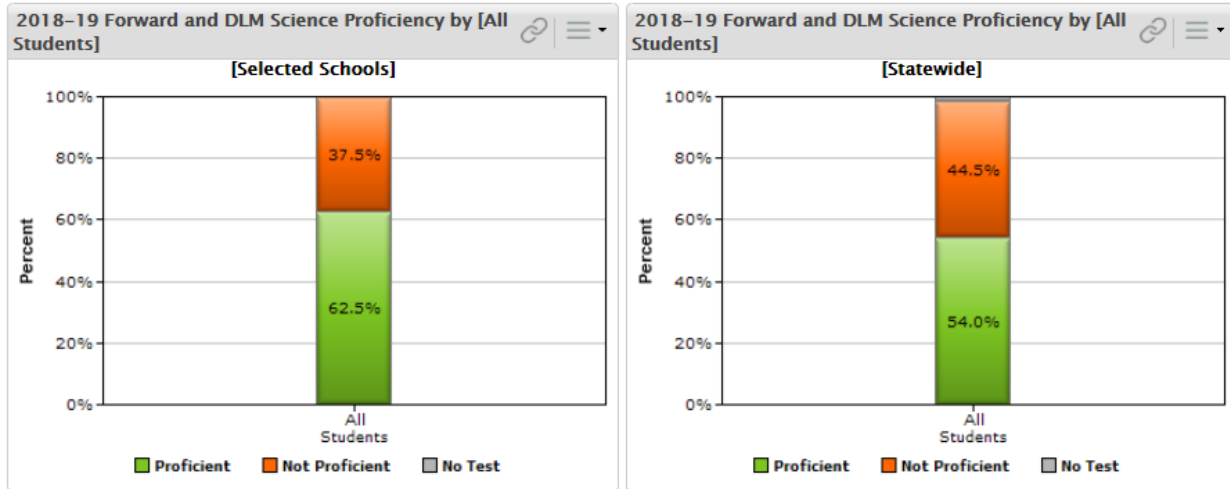 2018-19 Forward and DLM Science Proficiency by [All
Students]
[Selected Schools]
100%
80%
60%
40%
20%
0%
Percent
37.5%
62.5%
All
Students
Proficient
Not Proficient
No Test
2018-19 Forward and DLM Science Proficiency by [All
Students]
[Statewide]
100%
80%
60%
40%
20%
0%
Percent
44.5%
54.0%
All
Students
Proficient
Not Proficient
No Test